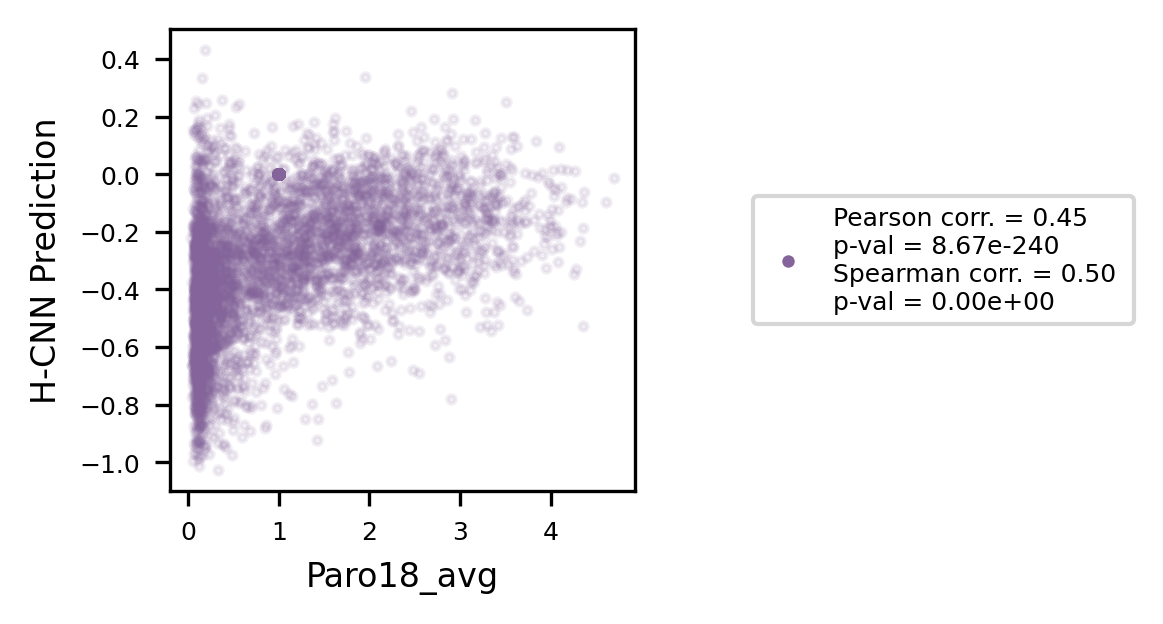 0.4
0.2
0.0
−0.2
−0.4
−0.6
−0.8
−1.0
H-CNN Prediction
0
1
2
3
4
Paro18_avg
Pearson corr. = 0.45
p-val = 8.67e-240
Spearman corr. = 0.50
p-val = 0.00e+00